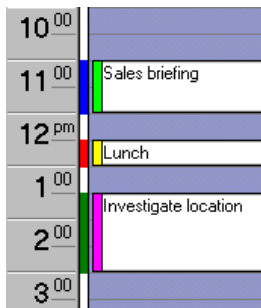 10 00
11 00 Sales briefing
12 pm
Lunch
1 00
Investigate location
2 00
3 00